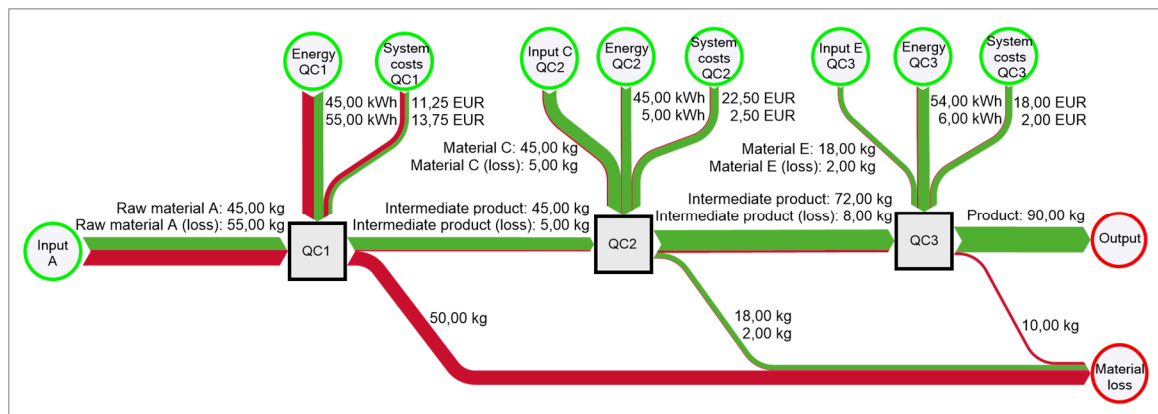 Energy
QC1
System
costs
QC1
Input C
QC2
Energy
QC2
System
costs
QC2
Input E
QC3
Energy
QC3
System
costs
QC3
45,00 kWh
55,00 kWh
11,25 EUR
13,75 EUR
45,00 kWh
5,00 kWh
22,50 EUR
2,50 EUR
54,00 kWh
6,00 kWh
18,00 EUR
2,00 EUR
Material C: 45,00 kg
Material C (loss): 5,00 kg
Material E: 18,00 kg
Material E (loss): 2,00 kg
Raw material A: 45,00 kg
Raw material A (loss): 55,00 kg
Intermediate product: 45,00 kg
Intermediate product (loss): 5,00 kg
Intermediate product: 72,00 kg
Intermediate product (loss): 8,00 kg
Product: 90,00 kg
Input
A
QC1
QC2
QC3
Output
50,00 kg
18,00 kg
2,00 kg
10,00 kg
Material
loss